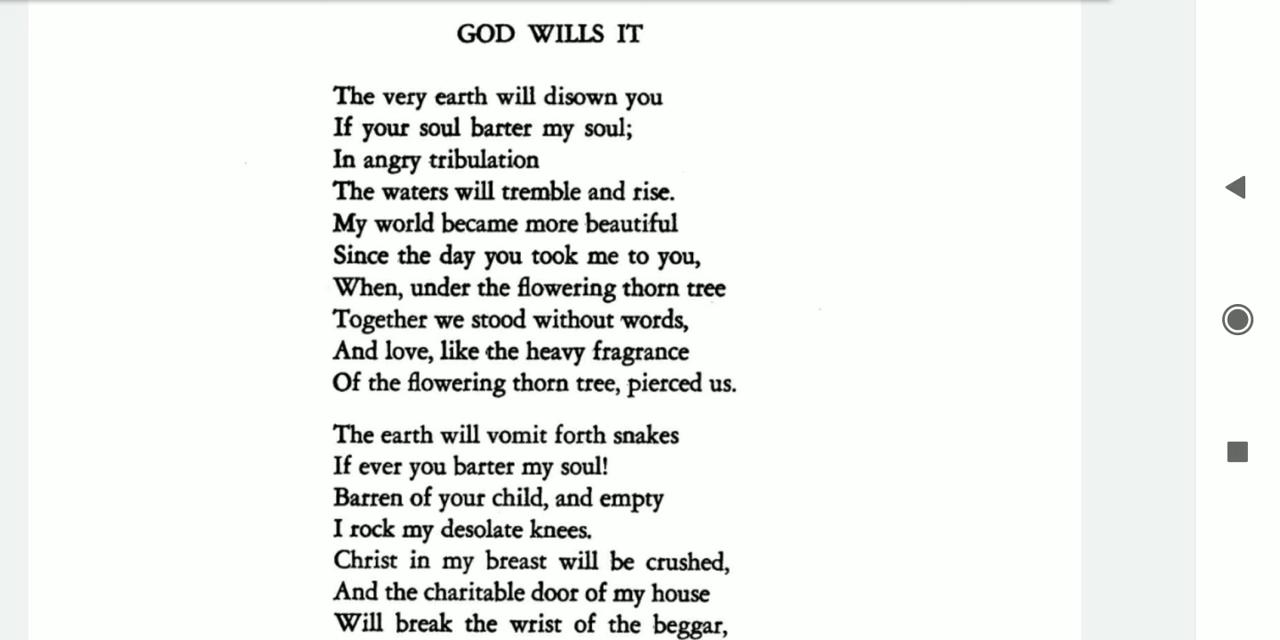 GOD WILLS IT
The very earth will disown you
If your soul barter my soul;
In angry tribulation
The waters will tremble and rise.
My world became more beautiful
Since the day you took me to you,
When, under the flowering thorn tree
Together we stood without words,
And love, like the heavy fragrance
Of the flowering thorn tree, pierced us.
The earth will vomit forth snakes
If ever you barter my soul!
Barren of your child, and empty
I rock my desolate knees.
Christ in my breast will be crushed,
And the charitable door of my house
Will break the wrist of the beggar,